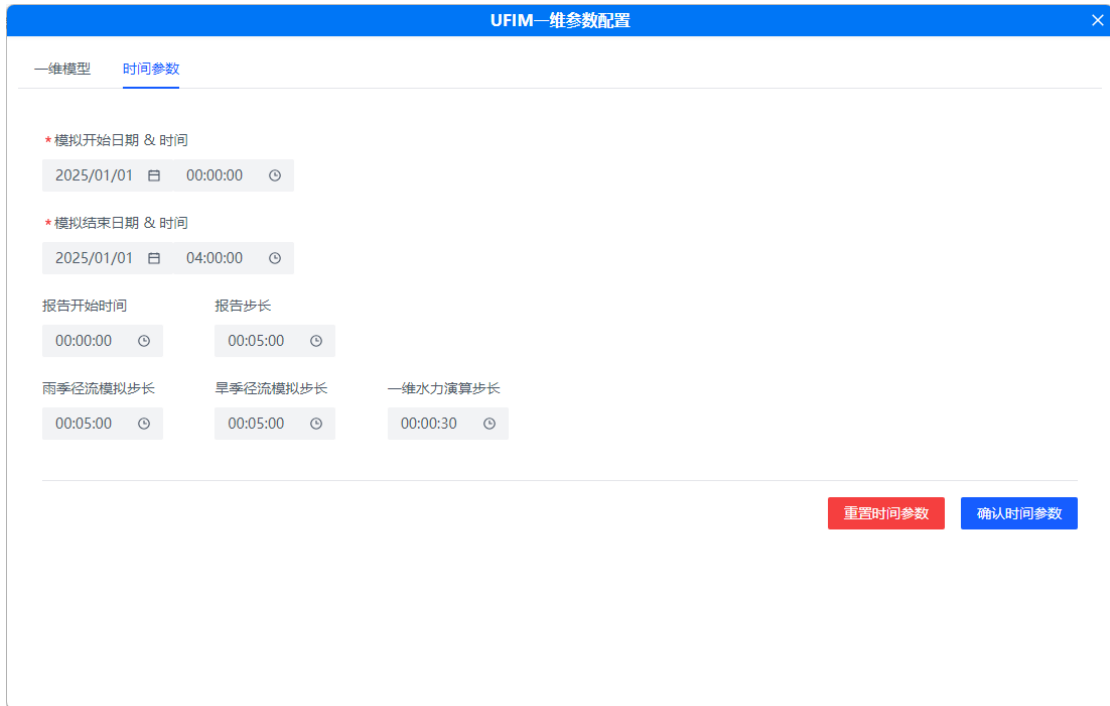 UFIM一维参数配置
一维模型 时间参数
*模拟开始日期 & 时间
2025/01/01 00:00:00
*模拟结束日期 & 时间
2025/01/01 04:00:00
报告开始时间 报告步长
00:00:00 00:05:00
雨季径流模拟步长 旱季径流模拟步长 一维水力演算步长
00:05:00 00:05:00 00:00:30
重置时间参数 确认时间参数